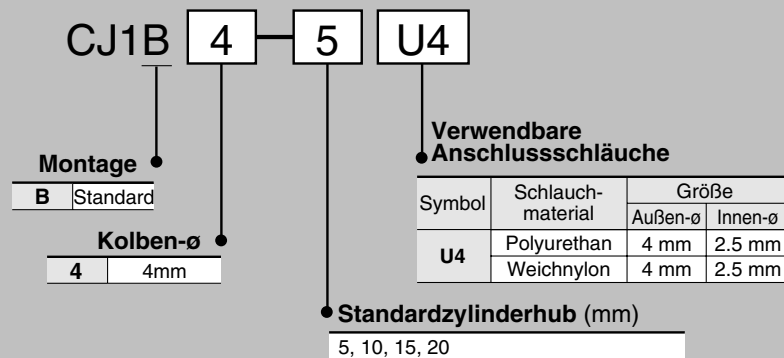 CJ1B 4 - 5 U4
Verwendbare
Anschlussschläuche
Montage
B Standard
Symbol Schlauch-
material Größe
Außen-ø Innen-ø
U4 Polyurethan 4 mm 2.5 mm
Weichnylon 4 mm 2.5 mm
Kolben-ø
4 4mm
Standardzylinderhub (mm)
5, 10, 15, 20